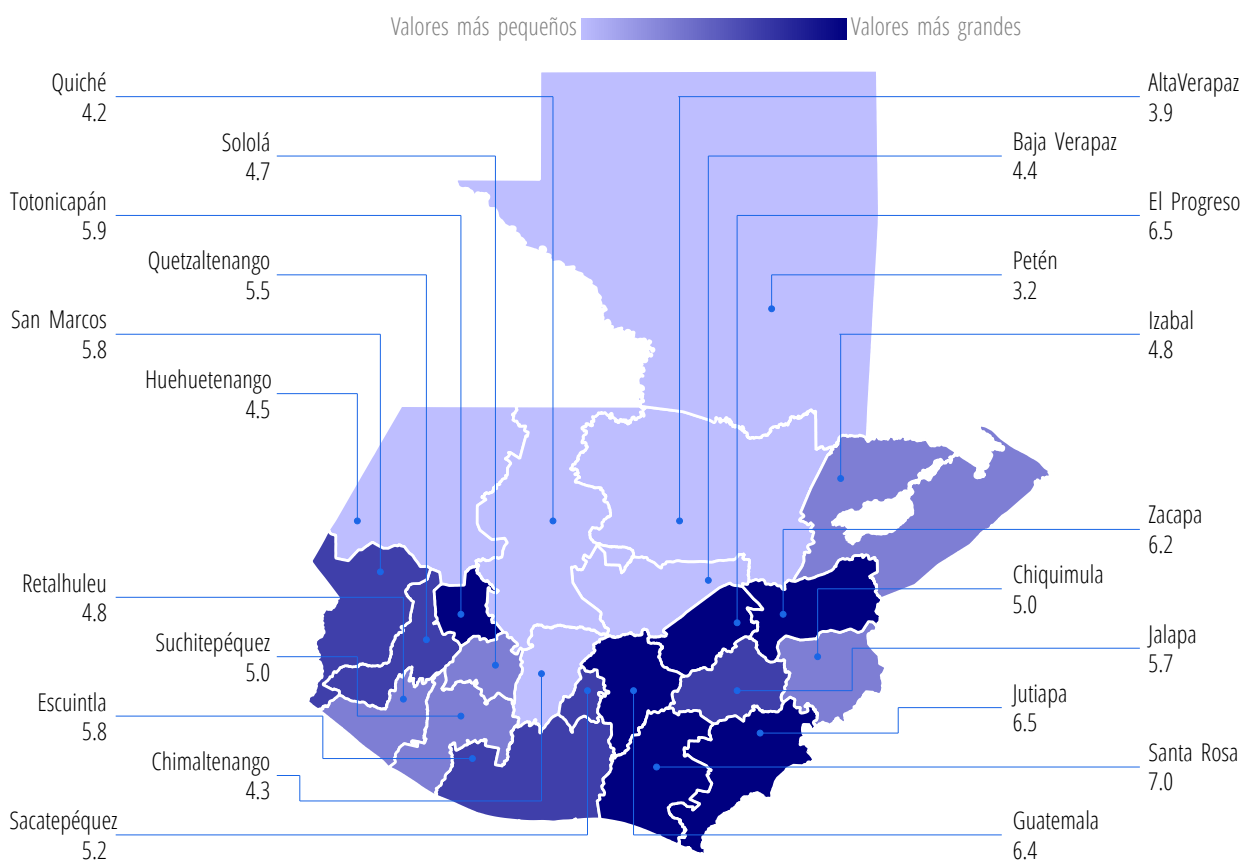 Valores más pequeños
Valores más grandes
Quiché
4.2
Sololá
4.7
Totonicapán
5.9
Quetzaltenango
5.5
San Marcos
5.8
Huehuetenango
4.5
Retalhuleu
4.8
Suchitepéquez
5.0
Escuintla
5.8
Chimaltenango
4.3
Sacatepéquez
5.2
AltaVerapaz
3.9
Baja Verapaz
4.4
El Progreso
6.5
Petén
3.2
Izabal
4.8
Zacapa
6.2
Chiquimula
5.0
Jalapa
5.7
Jutiapa
6.5
Santa Rosa
7.0
Guatemala
6.4